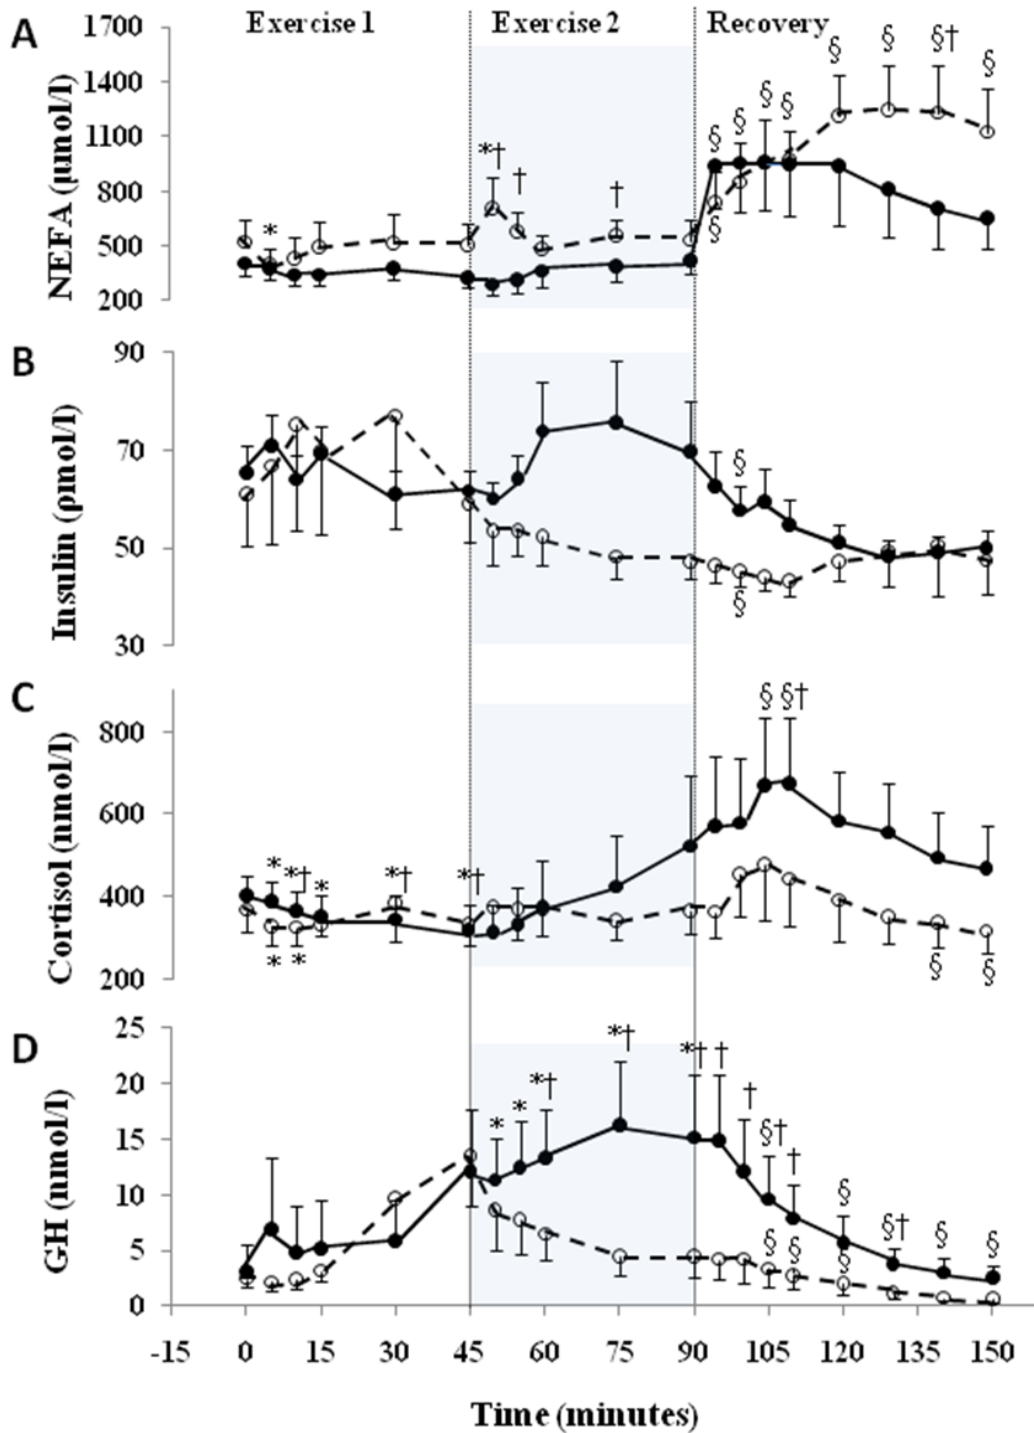 Exercise 1 Exercise 2 Recovery
A
NEFA (µmol/l)
1700
1400
1100
800
500
200
* *† † † § § § § § § § §† §
B
Insulin (ρmol/l)
90
70
50
30
§
§
C
Cortisol (nmol/l)
800
600
400
200
* *† * *† *† § §†
* * § §
D
GH (nmol/l)
25
20
15
10
5
0
* * *† *† *† † † §† † § §† § §
§ § §
-15 0 15 30 45 60 75 90 105 120 135 150
Time (minutes)